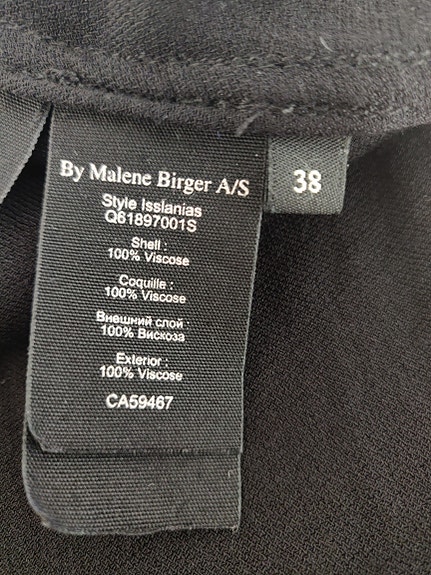 By Malene Birger A/S
38
Style Isslanias
Q61897001S
Shell :
100% Viscose
Coquille :
100% Viscose
Внешний слой :
100% Вискоза
Exterior :
100% Viscose
CA59467